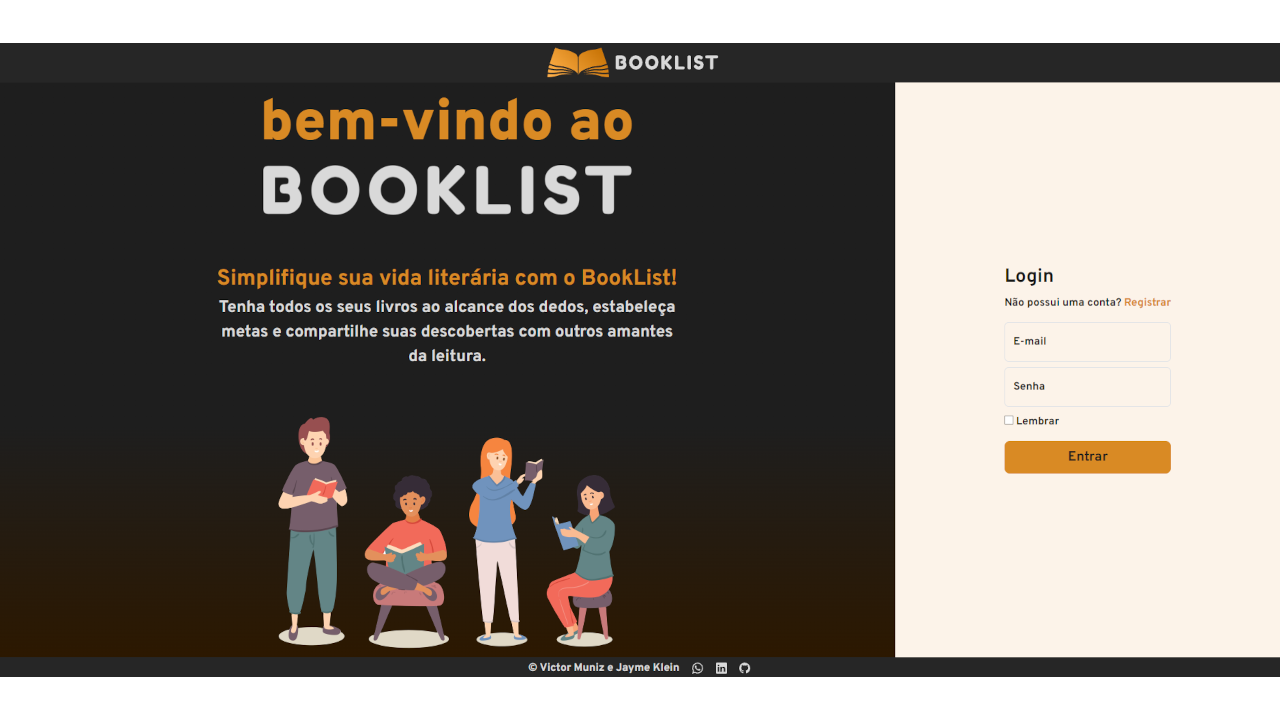 BOOKLIST
bem-vindo ao
BOOKLIST
Simplifique sua vida literária com o BookList!
Tenha todos os seus livros ao alcance dos dedos, estabeleça
metas e compartilhe suas descobertas com outros amantes
da leitura.
Login
Não possui uma conta? Registrar
E-mail
Senha
Lembrar
Entrar
© Victor Muniz e Jayme Klein